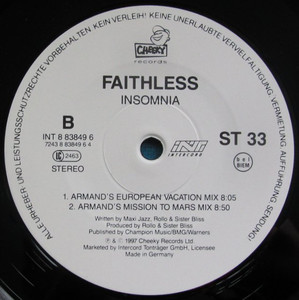 ALLE URHEBER- UND LEISTUNGSSCHUTZRECHTE VORBEHALTEN KEIN VERLEIH! KEINE UNERLAUBTE VERVIELFÄLTIGUNG, VERMIETUNG, AUFFÜHRUNG, SENDUNG!
CHEEKY
records
FAITHLESS
INSOMNIA
B
INT 8 83849 6
7243 8 83849 6 4
LC 2463
STEREO
INT
INTERCORD
ST 33
bel
BIEM
1. ARMAND'S EUROPEAN VACATION MIX 8:05
2. ARMAND'S MISSION TO MARS MIX 8:50
Written by Maxi Jazz, Rollo & Sister Bliss
Produced by Rollo & Sister Bliss
Published by Champion Music/BMG/Warners
℗ & © 1997 Cheeky Records Ltd.
Marketed by Intercord Tonträger GmbH, Licensee
Made in Germany